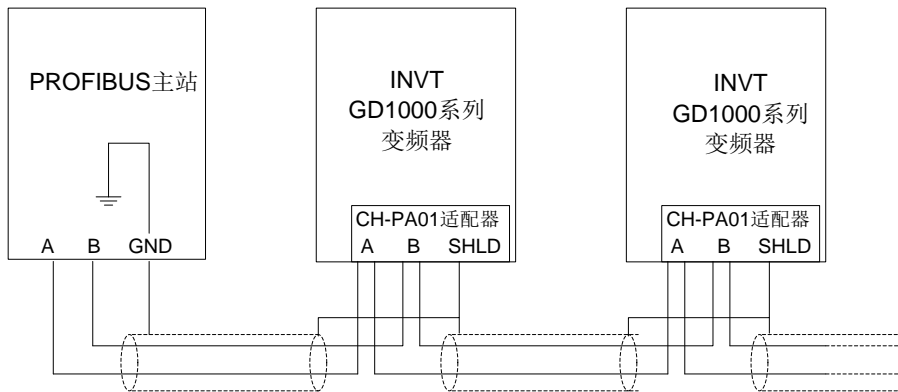 PROFIBUS主站
A B GND
INVT
GD1000系列
变频器
CH-PA01适配器
A B SHLD
INVT
GD1000系列
变频器
CH-PA01适配器
A B SHLD